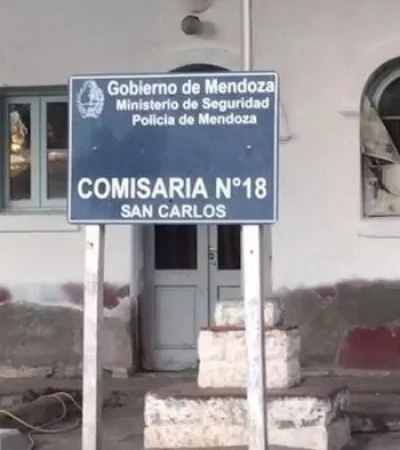 Gobierno de Mendoza
Ministerio de Seguridad
Policia de Mendoza
COMISARIA N°18
SAN CARLOS